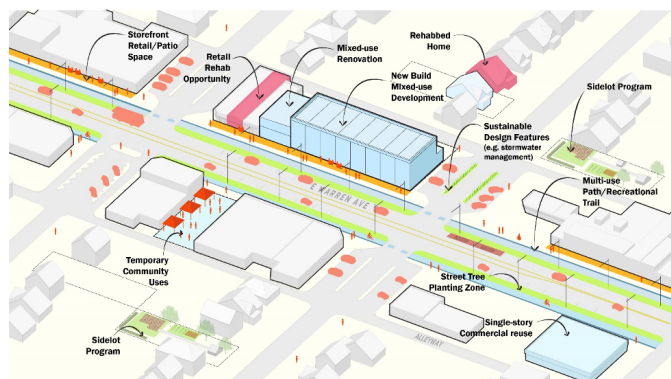 Storefront
Retail/Patio
Space
Retail
Rehab
Opportunity
Mixed-use
Renovation
New Build
Mixed-use
Development
Rehabbed
Home
Sidelot Program
Sustainable
Design Features
(e.g. stormwater
management)
Multi-use
Path/Recreational
Trail
E WARREN AVE
Temporary
Community
Uses
Street Tree
Planting Zone
Single-story
Commercial reuse
ALLEYWAY
Sidelot
Program